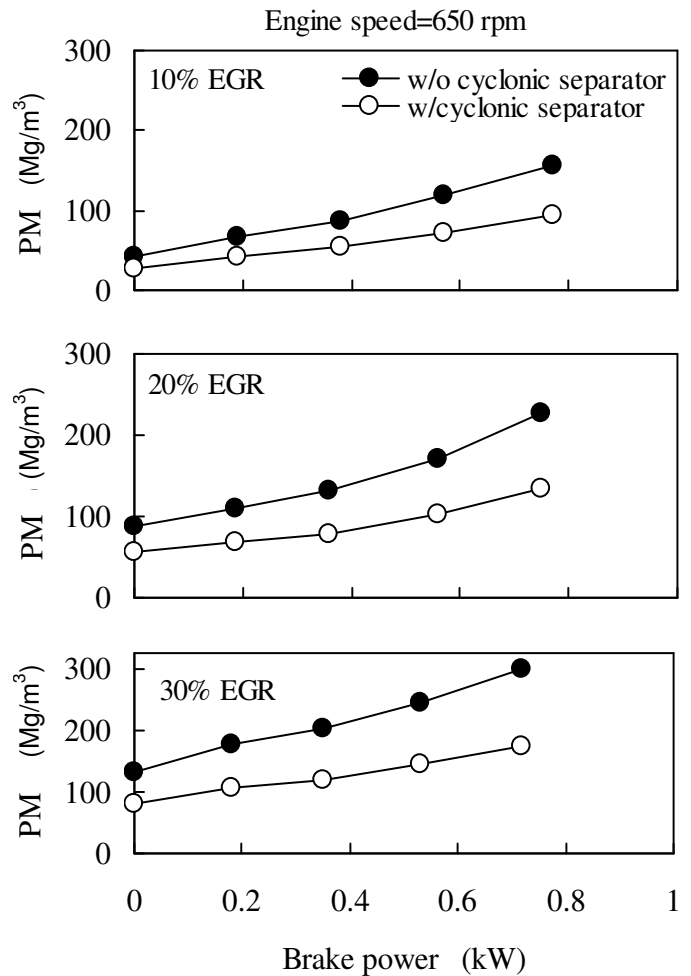 Engine speed=650 rpm
300
200
100
0
PM (Mg/m³)
10% EGR
w/o cyclonic separator
w/cyclonic separator
300
200
100
0
PM (Mg/m³)
20% EGR
300
200
100
0
PM (Mg/m³)
30% EGR
0 0.2 0.4 0.6 0.8 1
Brake power (kW)